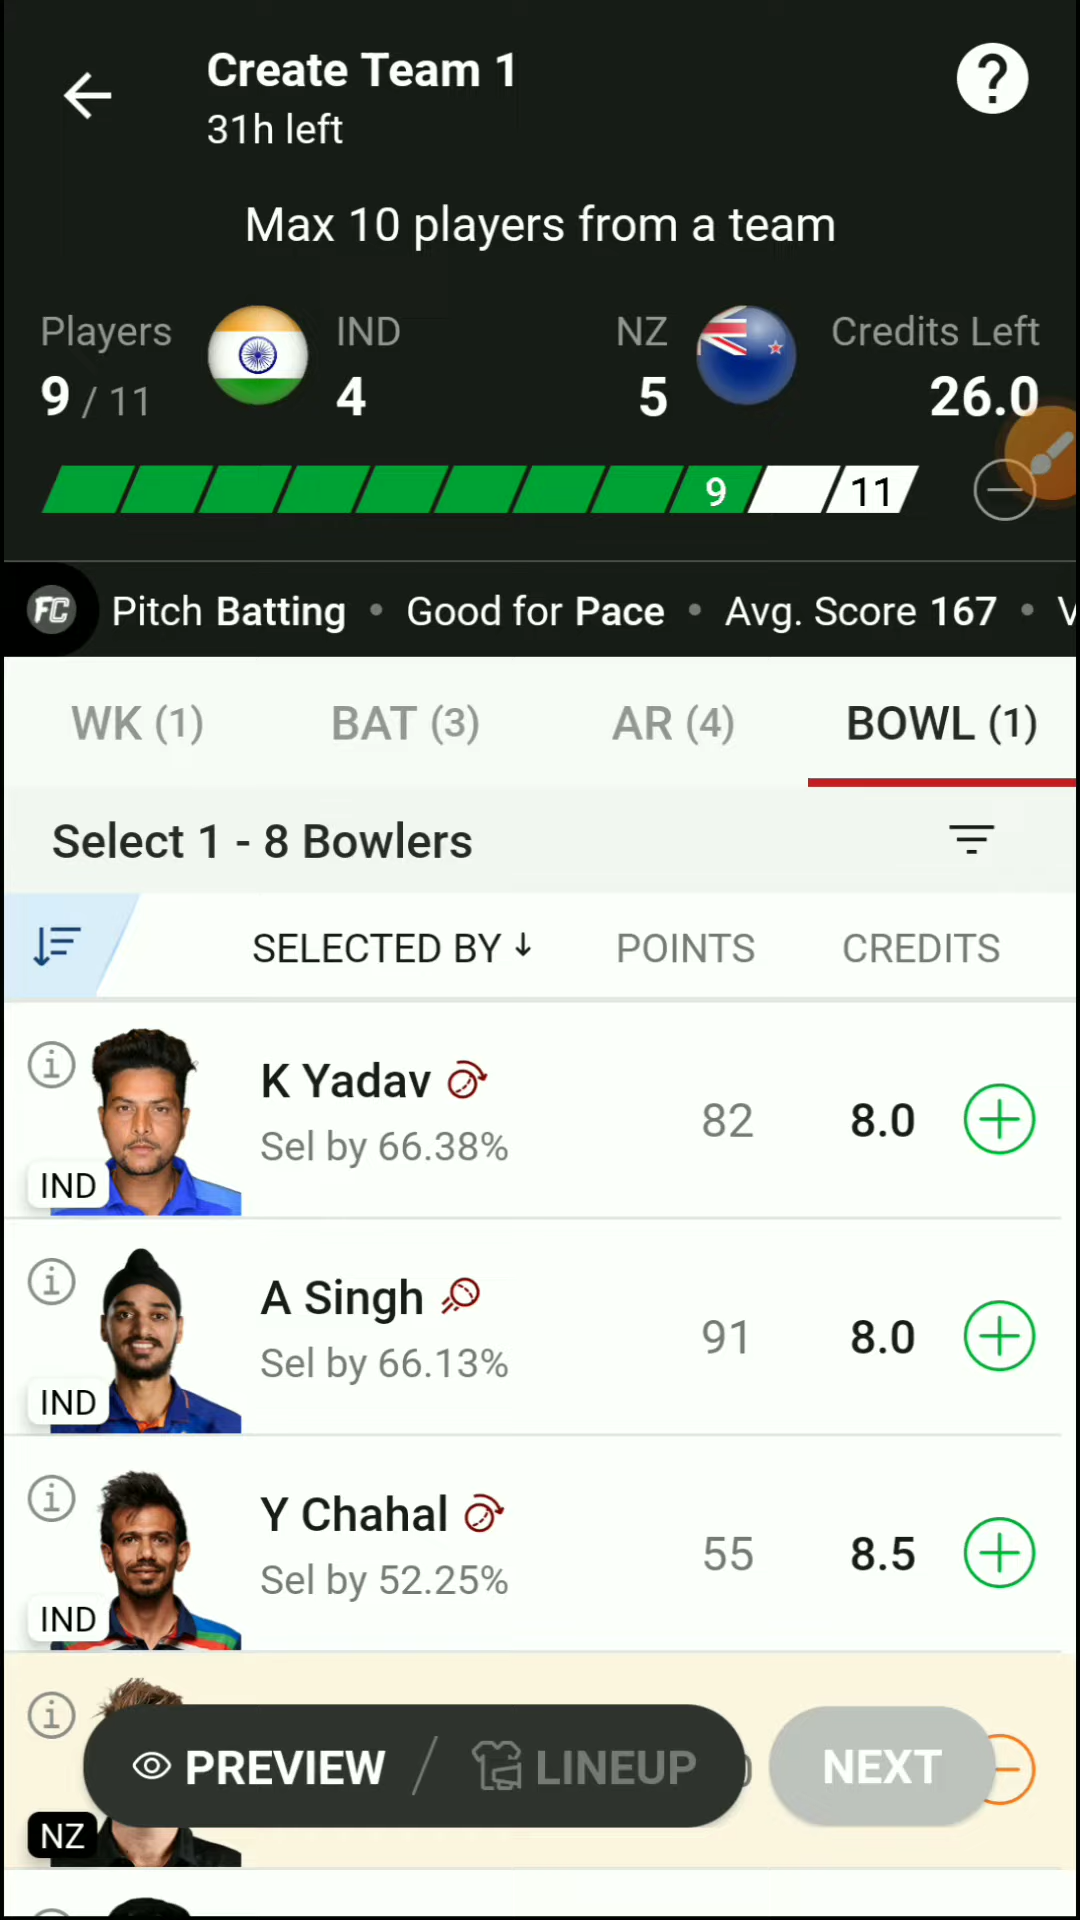 Create Team 1
31h left
?
Max 10 players from a team
Players
9 / 11
IND
4
NZ
5
Credits Left
26.0
9
11
FC
Pitch Batting • Good for Pace • Avg. Score 167 • V
WK (1)
BAT (3)
AR (4)
BOWL (1)
Select 1 - 8 Bowlers
SELECTED BY ↓
POINTS
CREDITS
i
K Yadav
Sel by 66.38%
82
8.0
IND
i
A Singh
Sel by 66.13%
91
8.0
IND
i
Y Chahal
Sel by 52.25%
55
8.5
IND
i
PREVIEW / LINEUP
NEXT
NZ